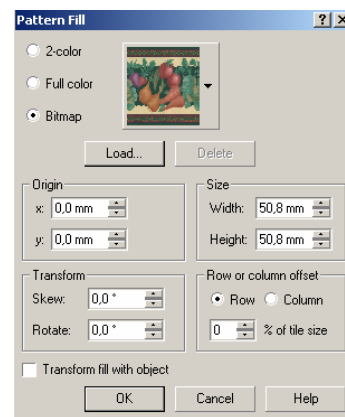 Pattern Fill
2-color
Full color
Bitmap
Load... Delete
Origin Size
x: 0,0 mm Width: 50,8 mm
y: 0,0 mm Height: 50,8 mm
Transform Row or column offset
Skew: 0,0 ° Row Column
Rotate: 0,0 ° 0 % of tile size
Transform fill with object
OK Cancel Help